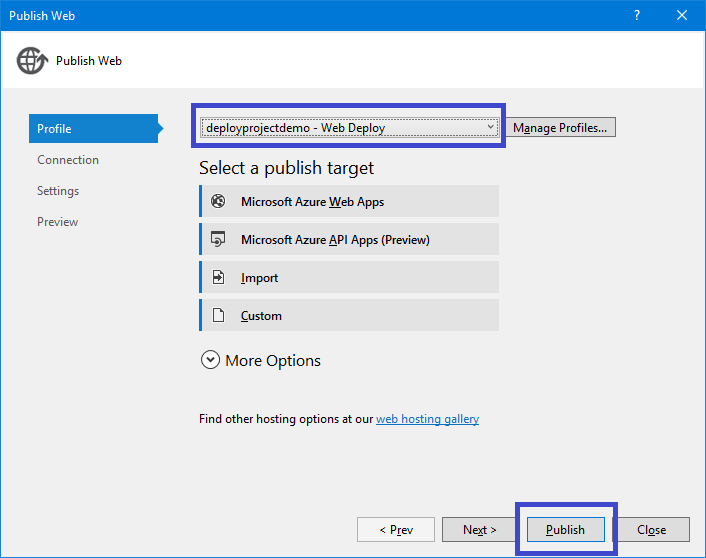 Publish Web
?
Publish Web
Profile
Connection
Settings
Preview
deployprojectdemo - Web Deploy
Manage Profiles...
Select a publish target
Microsoft Azure Web Apps
Microsoft Azure API Apps (Preview)
Import
Custom
More Options
Find other hosting options at our web hosting gallery
< Prev
Next >
Publish
Close